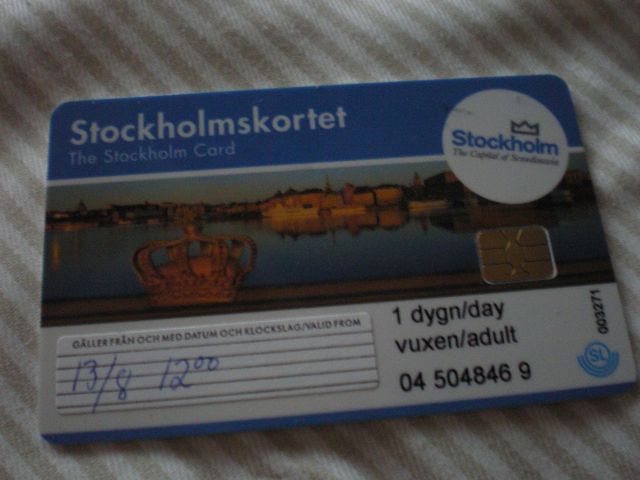 Stockholmskortet
The Stockholm Card
Stockholm
The Capital of Scandinavia
GÄLLER FRÅN OCH MED DATUM OCH KLOCKSLAG/VALID FROM
13/8 12⁰⁰
1 dygn/day
vuxen/adult
04 504846 9
003271
SL